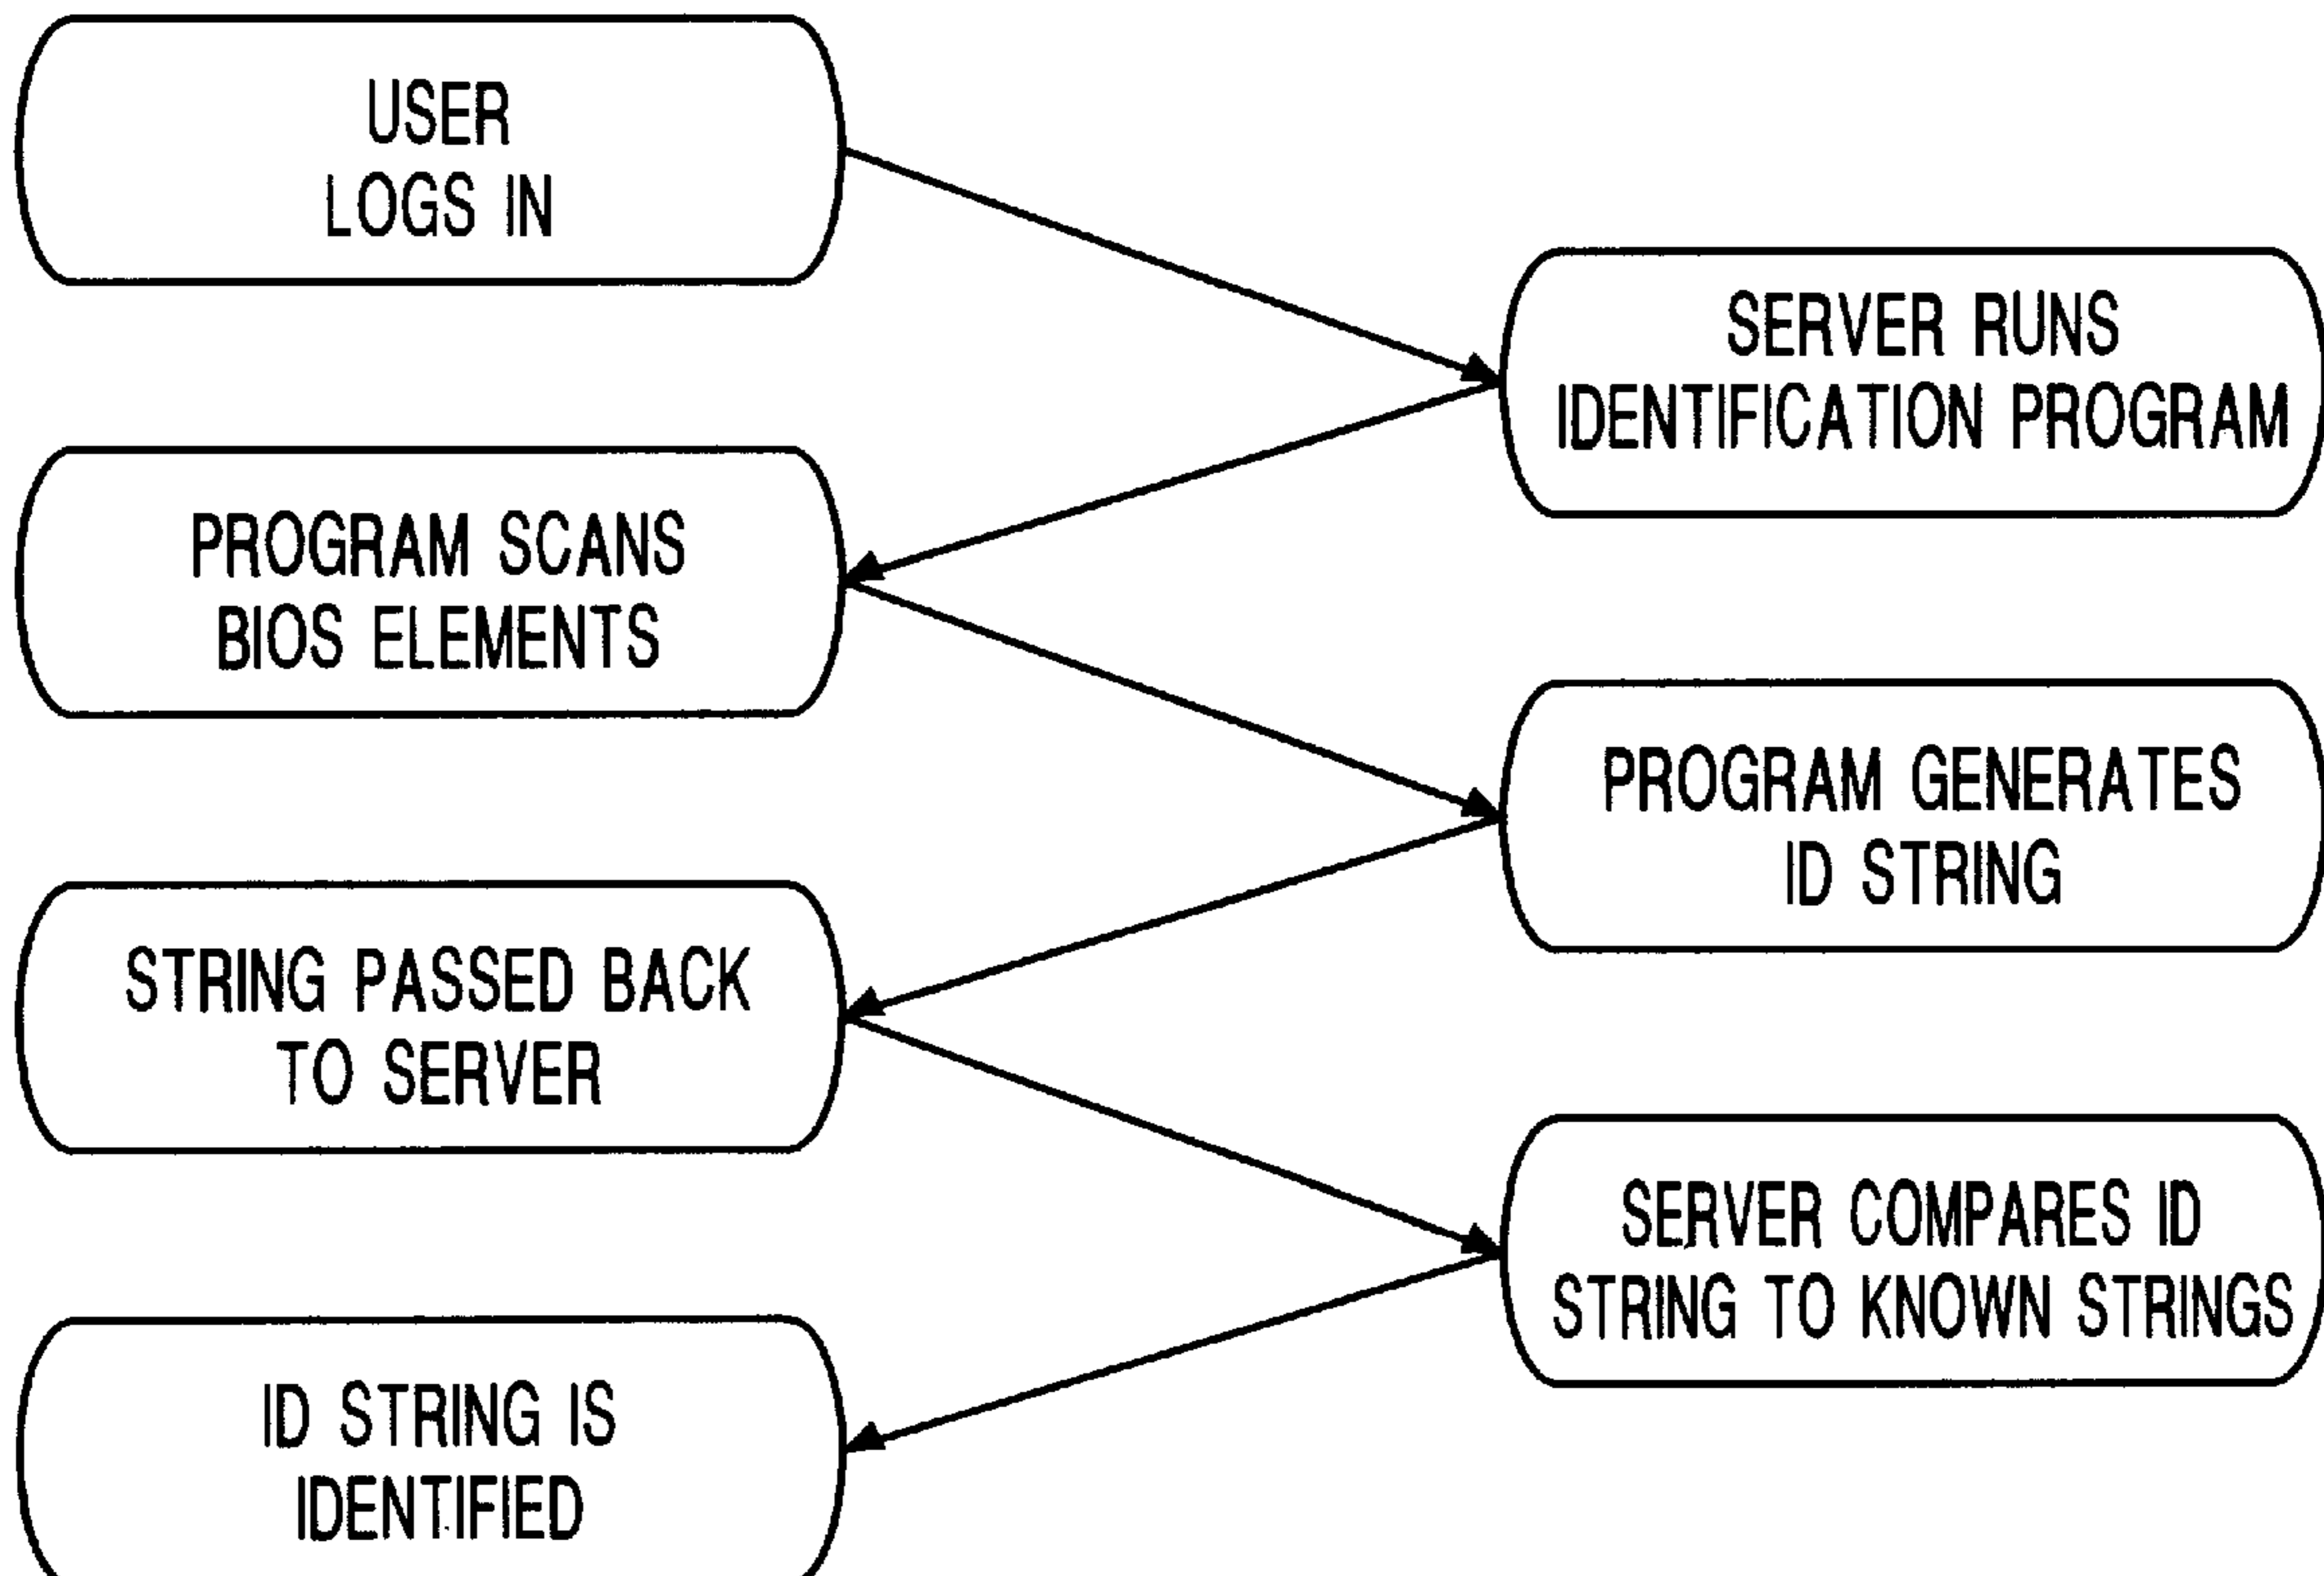 USER
LOGS IN
SERVER RUNS
IDENTIFICATION PROGRAM
PROGRAM SCANS
BIOS ELEMENTS
PROGRAM GENERATES
ID STRING
STRING PASSED BACK
TO SERVER
SERVER COMPARES ID
STRING TO KNOWN STRINGS
ID STRING IS
IDENTIFIED